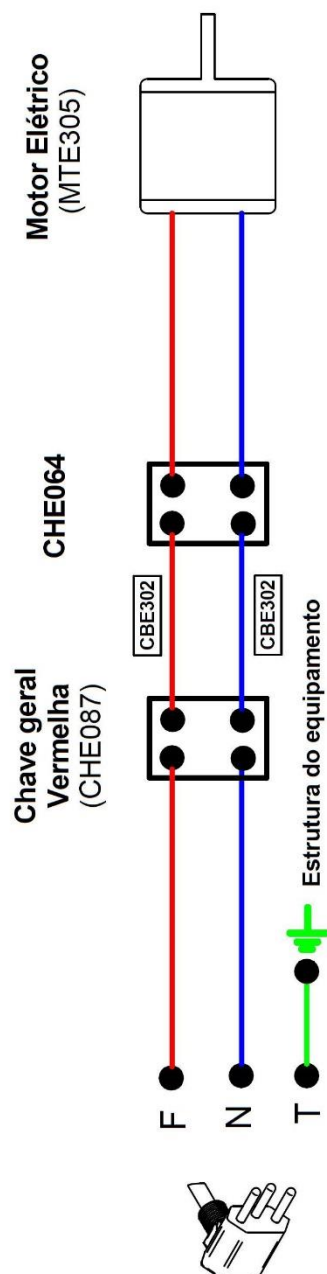 F
N
T
Chave geral
Vermelha
(CHE087)
Estrutura do equipamento
CBE302
CBE302
CHE064
Motor Elétrico
(MTE305)